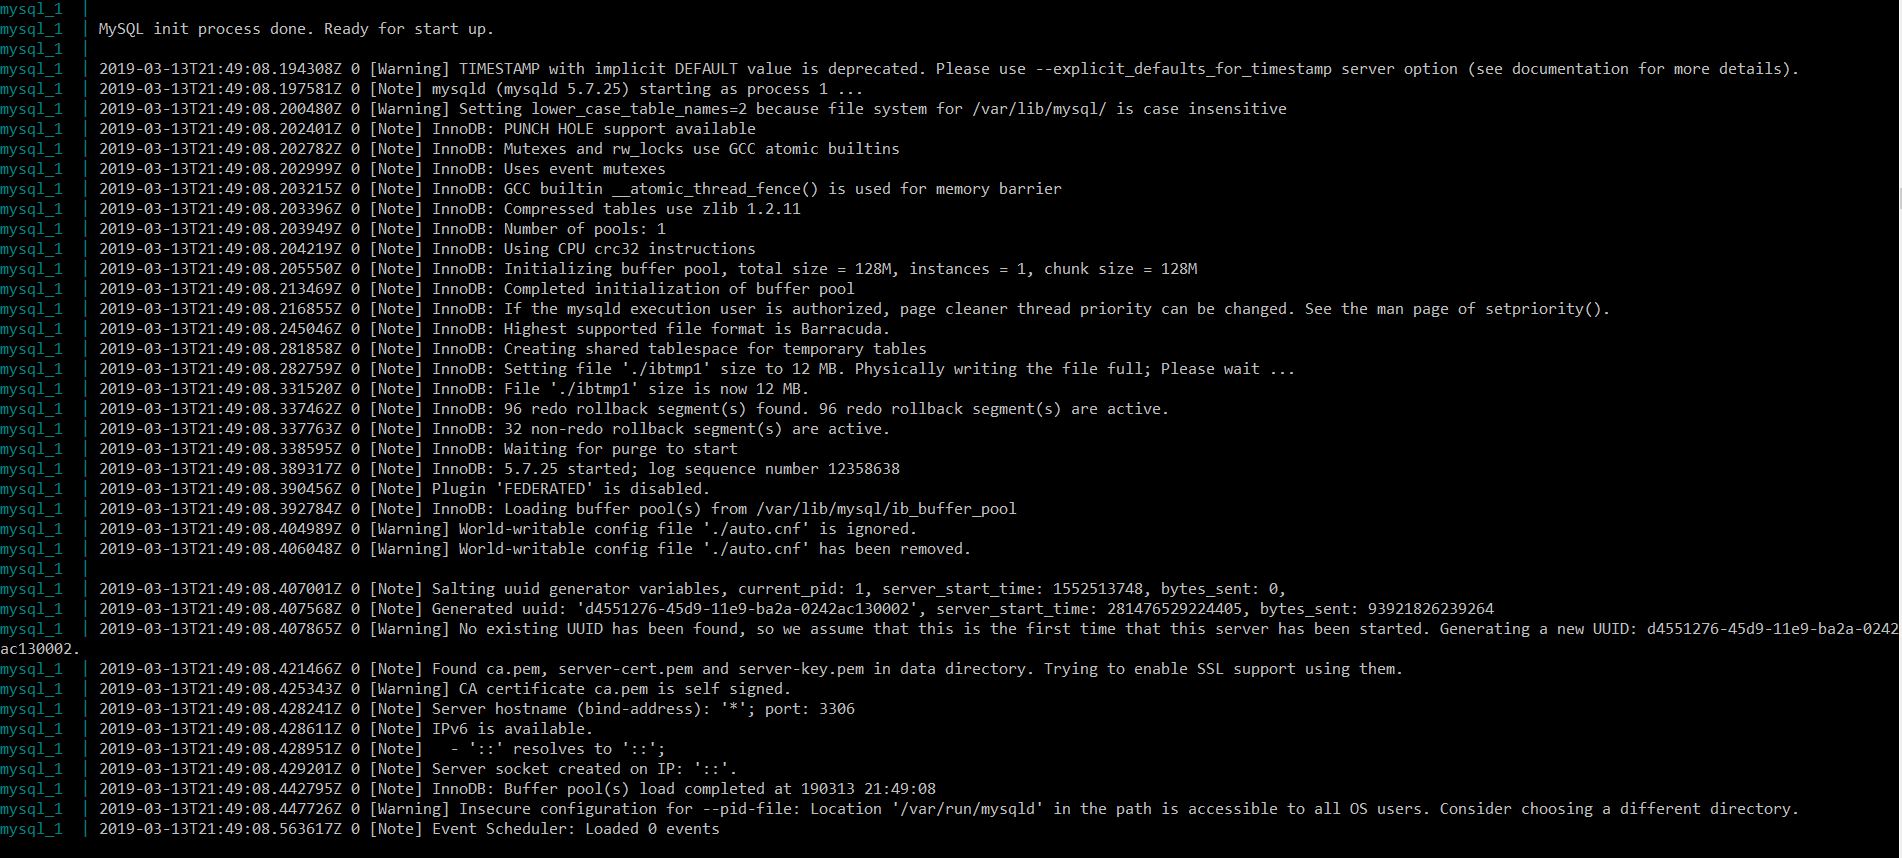 mysql_1  |
mysql_1  | MySQL init process done. Ready for start up.
mysql_1  |
mysql_1  | 2019-03-13T21:49:08.194308Z 0 [Warning] TIMESTAMP with implicit DEFAULT value is deprecated. Please use --explicit_defaults_for_timestamp server option (see documentation for more details).
mysql_1  | 2019-03-13T21:49:08.197581Z 0 [Note] mysqld (mysqld 5.7.25) starting as process 1 ...
mysql_1  | 2019-03-13T21:49:08.200480Z 0 [Warning] Setting lower_case_table_names=2 because file system for /var/lib/mysql/ is case insensitive
mysql_1  | 2019-03-13T21:49:08.202401Z 0 [Note] InnoDB: PUNCH HOLE support available
mysql_1  | 2019-03-13T21:49:08.202782Z 0 [Note] InnoDB: Mutexes and rw_locks use GCC atomic builtins
mysql_1  | 2019-03-13T21:49:08.202999Z 0 [Note] InnoDB: Uses event mutexes
mysql_1  | 2019-03-13T21:49:08.203215Z 0 [Note] InnoDB: GCC builtin __atomic_thread_fence() is used for memory barrier
mysql_1  | 2019-03-13T21:49:08.203396Z 0 [Note] InnoDB: Compressed tables use zlib 1.2.11
mysql_1  | 2019-03-13T21:49:08.203949Z 0 [Note] InnoDB: Number of pools: 1
mysql_1  | 2019-03-13T21:49:08.204219Z 0 [Note] InnoDB: Using CPU crc32 instructions
mysql_1  | 2019-03-13T21:49:08.205550Z 0 [Note] InnoDB: Initializing buffer pool, total size = 128M, instances = 1, chunk size = 128M
mysql_1  | 2019-03-13T21:49:08.213469Z 0 [Note] InnoDB: Completed initialization of buffer pool
mysql_1  | 2019-03-13T21:49:08.216855Z 0 [Note] InnoDB: If the mysqld execution user is authorized, page cleaner thread priority can be changed. See the man page of setpriority().
mysql_1  | 2019-03-13T21:49:08.245046Z 0 [Note] InnoDB: Highest supported file format is Barracuda.
mysql_1  | 2019-03-13T21:49:08.281858Z 0 [Note] InnoDB: Creating shared tablespace for temporary tables
mysql_1  | 2019-03-13T21:49:08.282759Z 0 [Note] InnoDB: Setting file './ibtmp1' size to 12 MB. Physically writing the file full; Please wait ...
mysql_1  | 2019-03-13T21:49:08.331520Z 0 [Note] InnoDB: File './ibtmp1' size is now 12 MB.
mysql_1  | 2019-03-13T21:49:08.337462Z 0 [Note] InnoDB: 96 redo rollback segment(s) found. 96 redo rollback segment(s) are active.
mysql_1  | 2019-03-13T21:49:08.337763Z 0 [Note] InnoDB: 32 non-redo rollback segment(s) are active.
mysql_1  | 2019-03-13T21:49:08.338595Z 0 [Note] InnoDB: Waiting for purge to start
mysql_1  | 2019-03-13T21:49:08.389317Z 0 [Note] InnoDB: 5.7.25 started; log sequence number 12358638
mysql_1  | 2019-03-13T21:49:08.390456Z 0 [Note] Plugin 'FEDERATED' is disabled.
mysql_1  | 2019-03-13T21:49:08.392784Z 0 [Note] InnoDB: Loading buffer pool(s) from /var/lib/mysql/ib_buffer_pool
mysql_1  | 2019-03-13T21:49:08.404989Z 0 [Warning] World-writable config file './auto.cnf' is ignored.
mysql_1  | 2019-03-13T21:49:08.406048Z 0 [Warning] World-writable config file './auto.cnf' has been removed.
mysql_1  |
mysql_1  | 2019-03-13T21:49:08.407001Z 0 [Note] Salting uuid generator variables, current_pid: 1, server_start_time: 1552513748, bytes_sent: 0,
mysql_1  | 2019-03-13T21:49:08.407568Z 0 [Note] Generated uuid: 'd4551276-45d9-11e9-ba2a-0242ac130002', server_start_time: 281476529224405, bytes_sent: 93921826239264
mysql_1  | 2019-03-13T21:49:08.407865Z 0 [Warning] No existing UUID has been found, so we assume that this is the first time that this server has been started. Generating a new UUID: d4551276-45d9-11e9-ba2a-0242
ac130002.
mysql_1  | 2019-03-13T21:49:08.421466Z 0 [Note] Found ca.pem, server-cert.pem and server-key.pem in data directory. Trying to enable SSL support using them.
mysql_1  | 2019-03-13T21:49:08.425343Z 0 [Warning] CA certificate ca.pem is self signed.
mysql_1  | 2019-03-13T21:49:08.428241Z 0 [Note] Server hostname (bind-address): '*'; port: 3306
mysql_1  | 2019-03-13T21:49:08.428611Z 0 [Note] IPv6 is available.
mysql_1  | 2019-03-13T21:49:08.428951Z 0 [Note]   - '::' resolves to '::';
mysql_1  | 2019-03-13T21:49:08.429201Z 0 [Note] Server socket created on IP: '::'.
mysql_1  | 2019-03-13T21:49:08.442795Z 0 [Note] InnoDB: Buffer pool(s) load completed at 190313 21:49:08
mysql_1  | 2019-03-13T21:49:08.447726Z 0 [Warning] Insecure configuration for --pid-file: Location '/var/run/mysqld' in the path is accessible to all OS users. Consider choosing a different directory.
mysql_1  | 2019-03-13T21:49:08.563617Z 0 [Note] Event Scheduler: Loaded 0 events